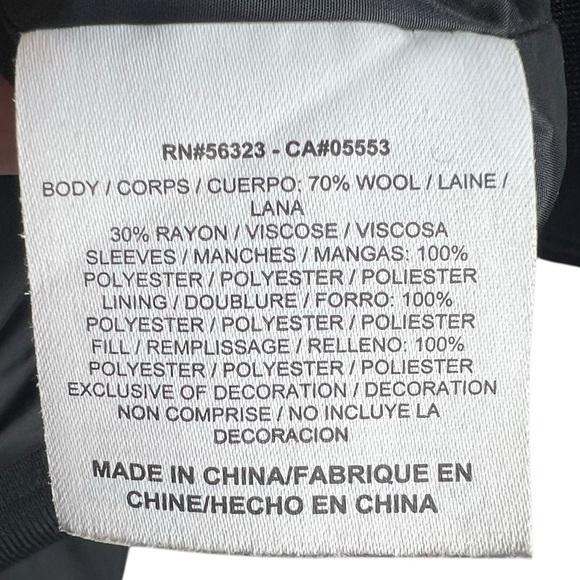 RN#56323 - CA#05553
BODY / CORPS / CUERPO: 70% WOOL / LAINE /
LANA
30% RAYON / VISCOSE / VISCOSA
SLEEVES / MANCHES / MANGAS: 100%
POLYESTER / POLYESTER / POLIESTER
LINING / DOUBLURE / FORRO: 100%
POLYESTER / POLYESTER / POLIESTER
FILL / REMPLISSAGE / RELLENO: 100%
POLYESTER / POLYESTER / POLIESTER
EXCLUSIVE OF DECORATION / DECORATION
NON COMPRISE / NO INCLUYE LA
DECORACION
MADE IN CHINA/FABRIQUE EN
CHINE/HECHO EN CHINA